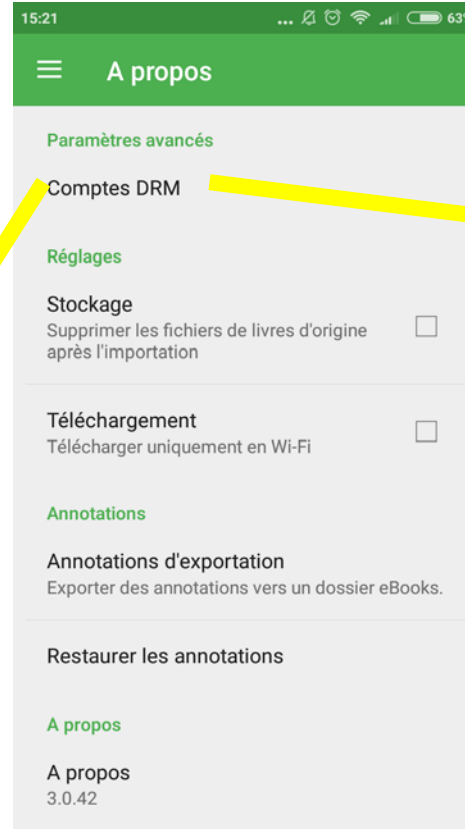 15:21 ... 63%
A propos
Paramètres avancés
Comptes DRM
Réglages
Stockage
Supprimer les fichiers de livres d'origine
après l'importation
Téléchargement
Télécharger uniquement en Wi-Fi
Annotations
Annotations d'exportation
Exporter des annotations vers un dossier eBooks.
Restaurer les annotations
A propos
A propos
3.0.42